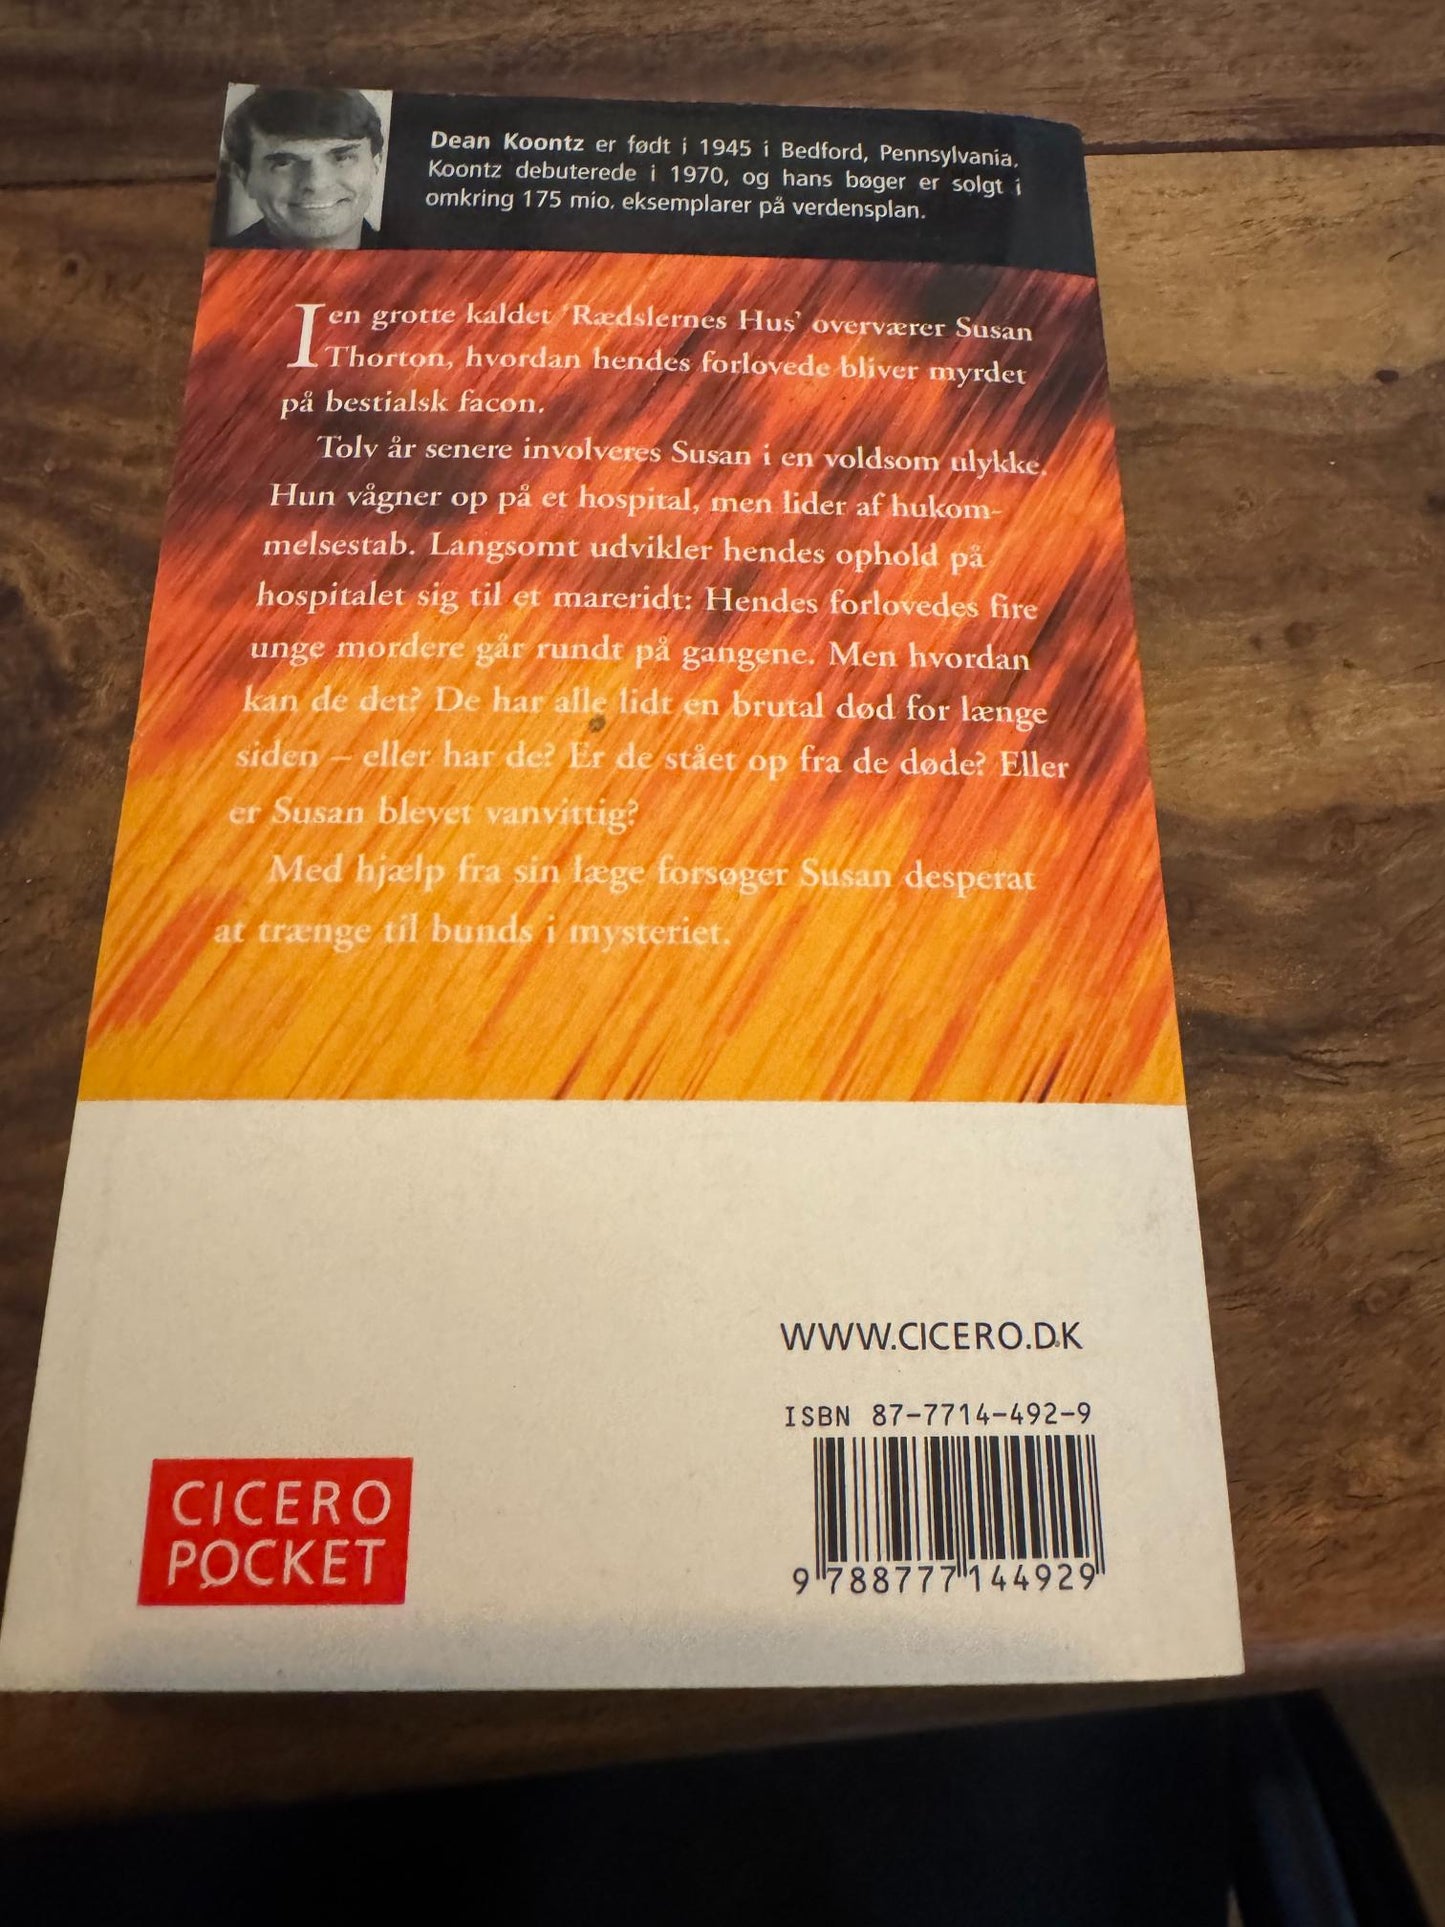 Dean Koontz er født i 1945 i Bedford, Pennsylvania.
Koontz debuterede i 1970, og hans bøger er solgt i
omkring 175 mio. eksemplarer på verdensplan.
I en grotte kaldet 'Rædslernes Hus' overværer Susan
Thorton, hvordan hendes forlovede bliver myrdet
på bestialsk facon.
Tolv år senere involveres Susan i en voldsom ulykke.
Hun vågner op på et hospital, men lider af hukom-
melsestab. Langsomt udvikler hendes ophold på
hospitalet sig til et mareridt: Hendes forlovedes fire
unge mordere går rundt på gangene. Men hvordan
kan de det? De har alle lidt en brutal død for længe
siden – eller har de? Er de stået op fra de døde? Eller
er Susan blevet vanvittig?
Med hjælp fra sin læge forsøger Susan desperat
at trænge til bunds i mysteriet.
WWW.CICERO.DK
ISBN 87-7714-492-9
9 788777 144929
CICERO
POCKET